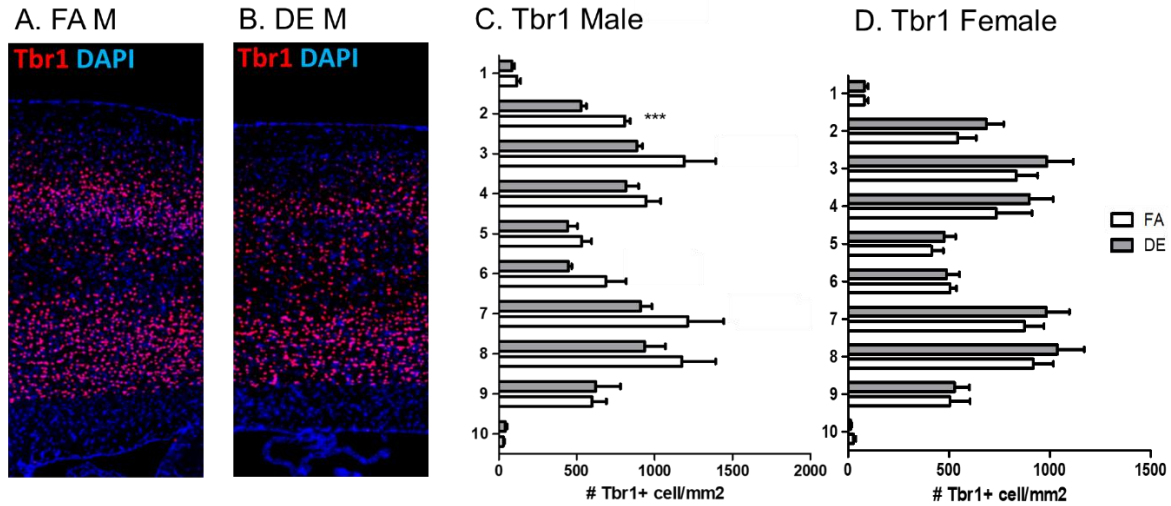 A. FA M
Tbr1 DAPI
B. DE M
Tbr1 DAPI
C. Tbr1 Male
1
2
3
4
5
6
7
8
9
10
***
0 500 1000 1500 2000
# Tbr1+ cell/mm2
D. Tbr1 Female
1
2
3
4
5
6
7
8
9
10
0 500 1000 1500
# Tbr1+ cell/mm2
FA
DE